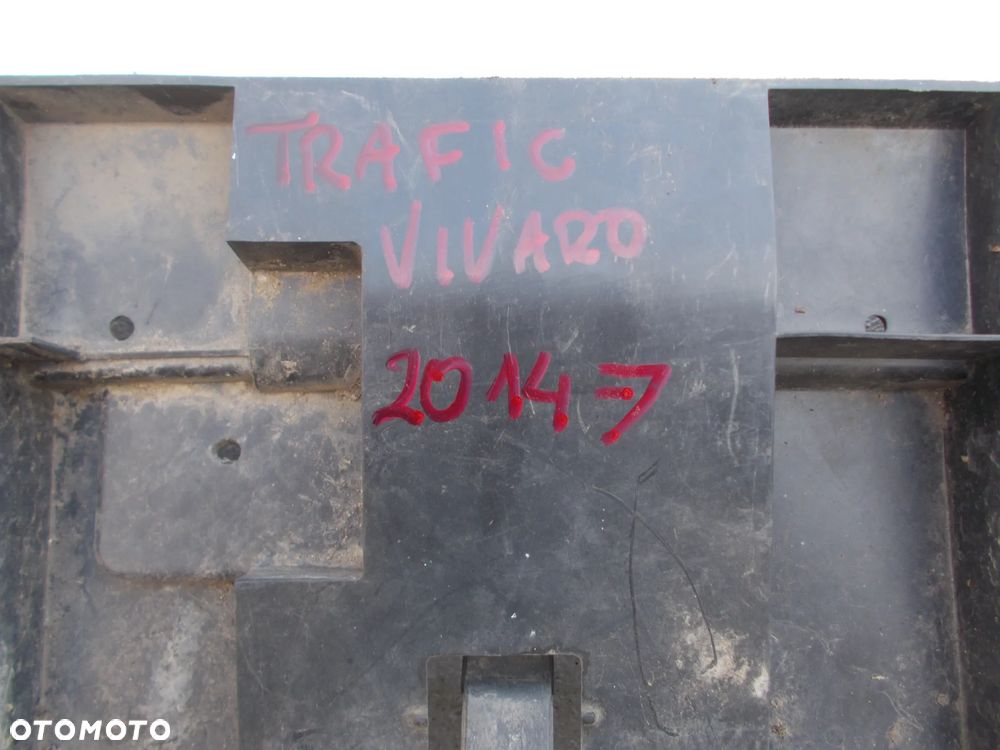 TRAFIC
VIVARO
2014 →
OTOMOTO